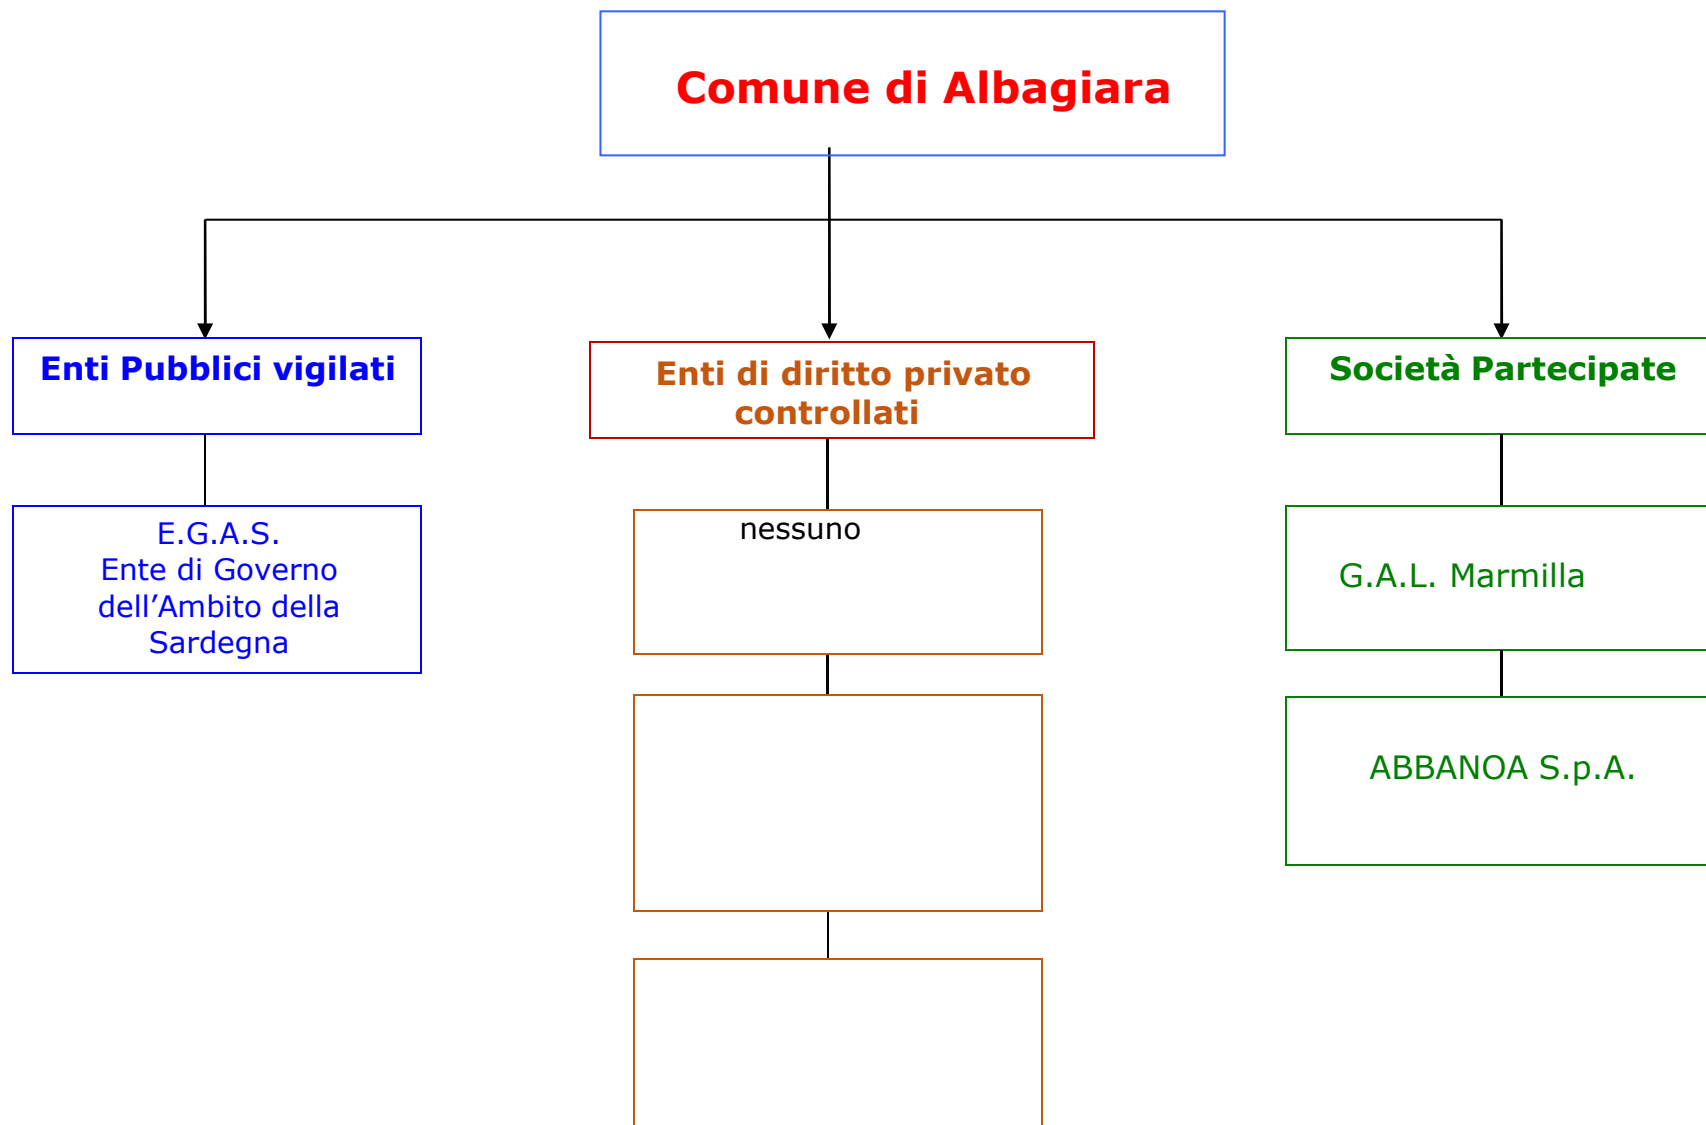 Comune di Albagiara
Enti Pubblici vigilati
Enti di diritto privato
controllati
Società Partecipate
E.G.A.S.
Ente di Governo
dell’Ambito della
Sardegna
nessuno
G.A.L. Marmilla
ABBANOA S.p.A.